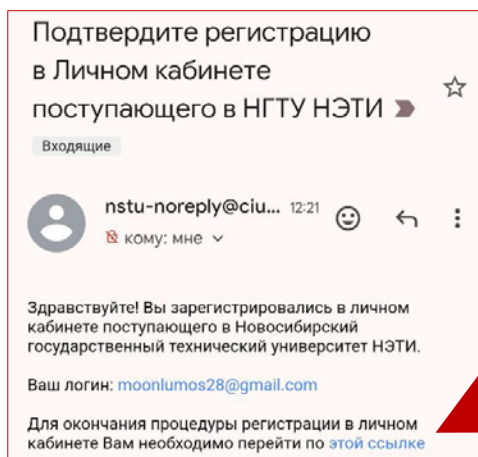 Подтвердите регистрацию
в Личном кабинете
поступающего в НГТУ НЭТИ
Входящие
nstu-noreply@ciu... 12:21
кому: мне
Здравствуйте! Вы зарегистрировались в личном
кабинете поступающего в Новосибирский
государственный технический университет НЭТИ.
Ваш логин: moonlumos28@gmail.com
Для окончания процедуры регистрации в личном
кабинете Вам необходимо перейти по этой ссылке